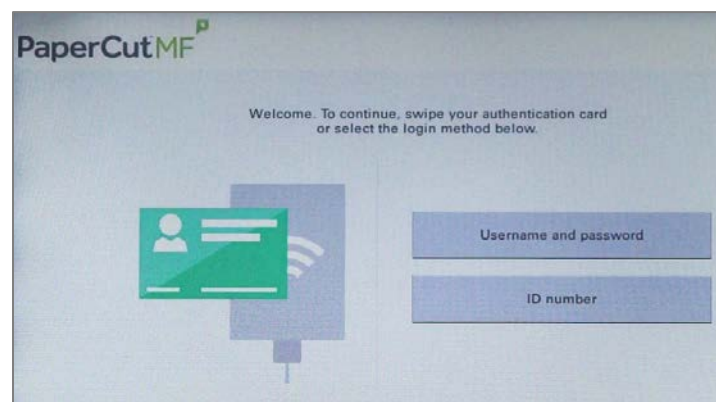 PaperCutMF
Welcome. To continue, swipe your authentication card
or select the login method below.
Username and password
ID number